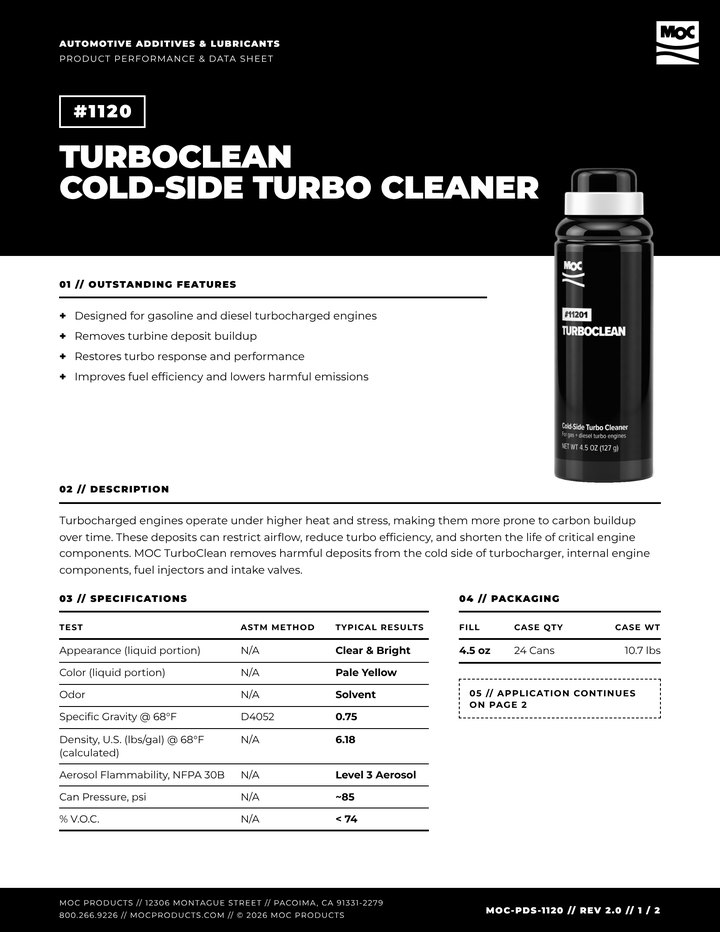 AUTOMOTIVE ADDITIVES & LUBRICANTS
PRODUCT PERFORMANCE & DATA SHEET
MOC
#1120
TURBOCLEAN
COLD-SIDE TURBO CLEANER
MOC
#11201
TURBOCLEAN
Cold-Side Turbo Cleaner
For gas + diesel turbo engines
NET WT 4.5 OZ (127 g)
01 // OUTSTANDING FEATURES
+ Designed for gasoline and diesel turbocharged engines
+ Removes turbine deposit buildup
+ Restores turbo response and performance
+ Improves fuel efficiency and lowers harmful emissions
02 // DESCRIPTION
Turbocharged engines operate under higher heat and stress, making them more prone to carbon buildup
over time. These deposits can restrict airflow, reduce turbo efficiency, and shorten the life of critical engine
components. MOC TurboClean removes harmful deposits from the cold side of turbocharger, internal engine
components, fuel injectors and intake valves.
03 // SPECIFICATIONS
TEST ASTM METHOD TYPICAL RESULTS
Appearance (liquid portion) N/A Clear & Bright
Color (liquid portion) N/A Pale Yellow
Odor N/A Solvent
Specific Gravity @ 68°F D4052 0.75
Density, U.S. (lbs/gal) @ 68°F N/A 6.18
(calculated)
Aerosol Flammability, NFPA 30B N/A Level 3 Aerosol
Can Pressure, psi N/A ~85
% V.O.C. N/A < 74
04 // PACKAGING
FILL CASE QTY CASE WT
4.5 oz 24 Cans 10.7 lbs
05 // APPLICATION CONTINUES
ON PAGE 2
MOC PRODUCTS // 12306 MONTAGUE STREET // PACOIMA, CA 91331-2279
800.266.9226 // MOCPRODUCTS.COM // © 2026 MOC PRODUCTS
MOC-PDS-1120 // REV 2.0 // 1 / 2